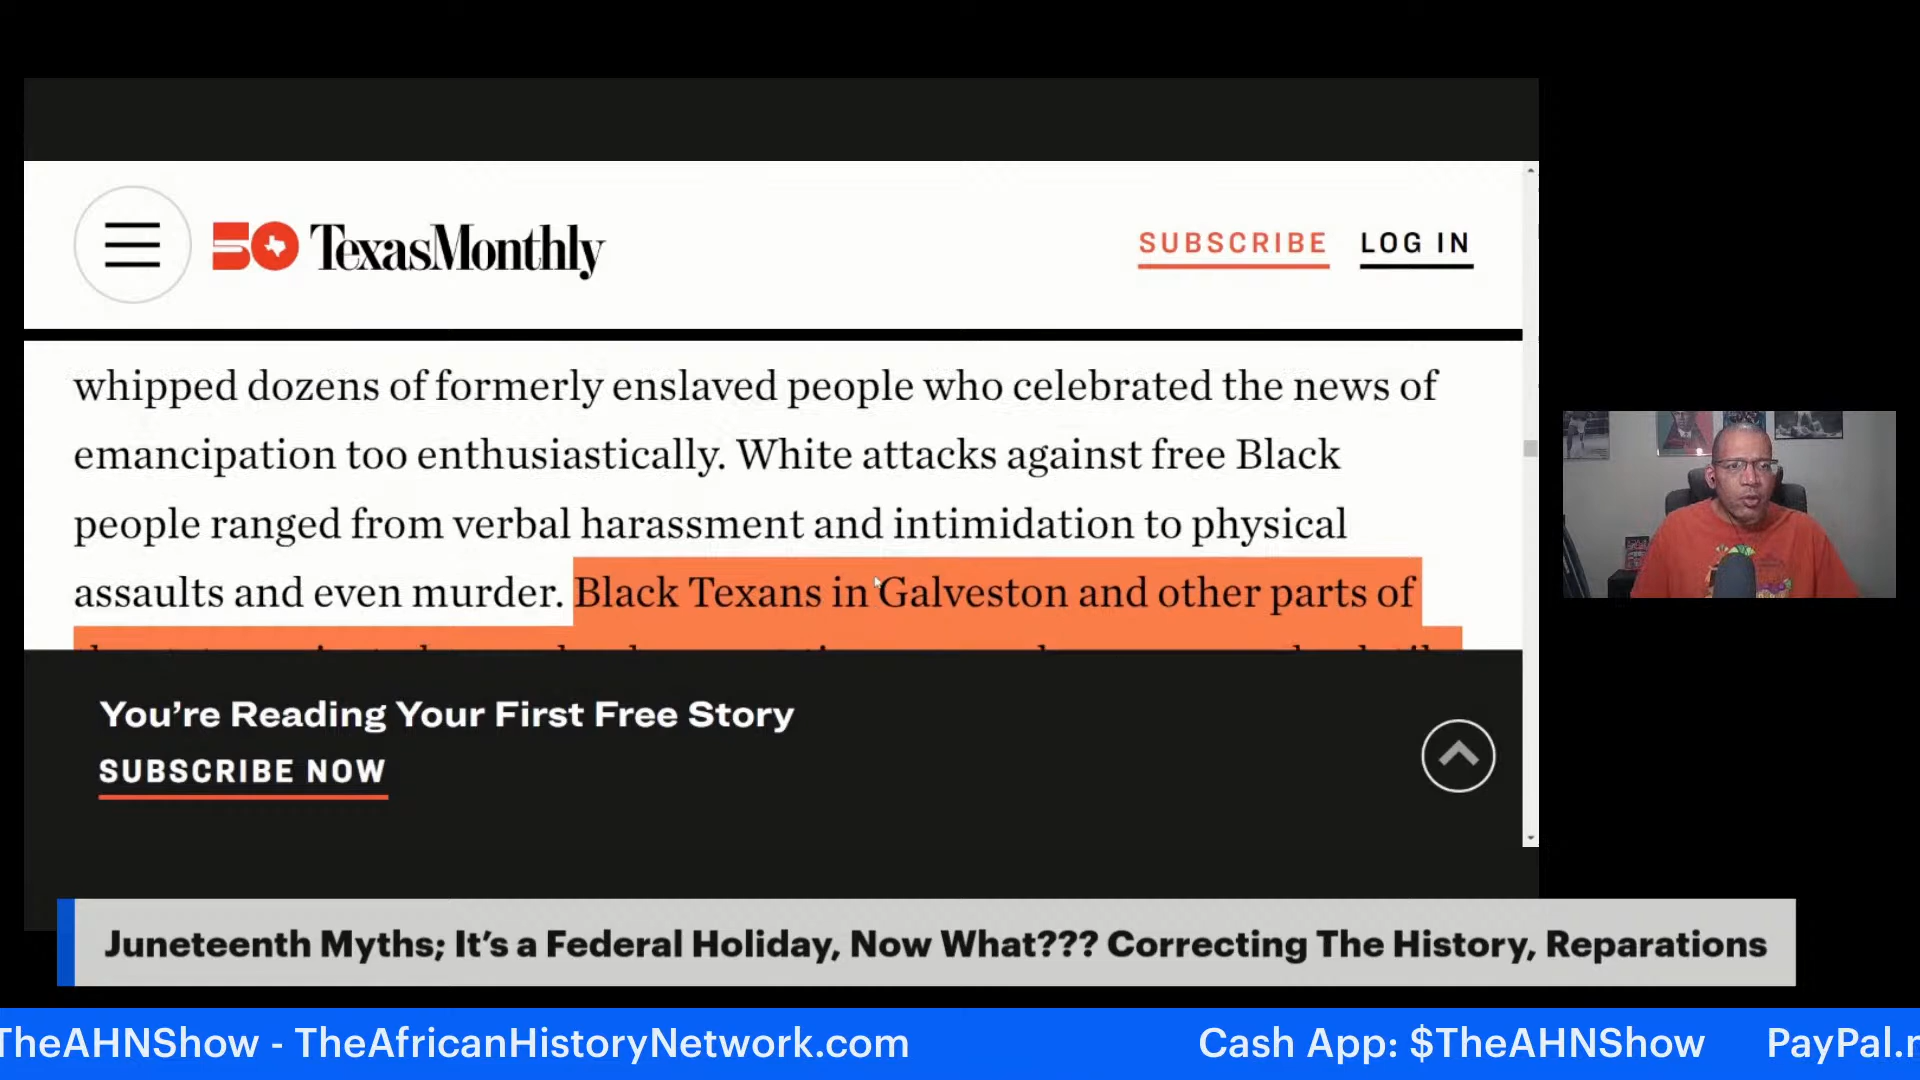 50 TexasMonthly
SUBSCRIBE LOG IN
whipped dozens of formerly enslaved people who celebrated the news of
emancipation too enthusiastically. White attacks against free Black
people ranged from verbal harassment and intimidation to physical
assaults and even murder. Black Texans in Galveston and other parts of
You’re Reading Your First Free Story
SUBSCRIBE NOW
Juneteenth Myths; It’s a Federal Holiday, Now What??? Correcting The History, Reparations
TheAHNShow - TheAfricanHistoryNetwork.com Cash App: $TheAHNShow